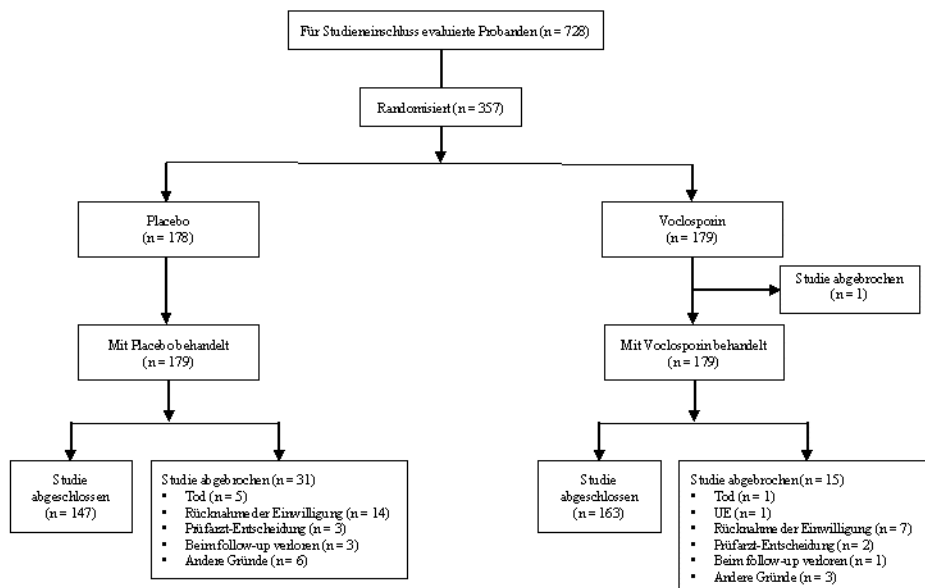 Für Studieneinschluss evaluierte Probanden (n = 728)
Randomisiert (n = 357)
Placebo
(n = 178)
Voclosporin
(n = 179)
Studie abgebrochen
(n = 1)
Mit Placebo behandelt
(n = 179)
Mit Voclosporin behandelt
(n = 179)
Studie
abgeschlossen
(n = 147)
Studie abgebrochen (n = 31)
▪ Tod (n = 5)
▪ Rücknahme der Einwilligung (n = 14)
▪ Prüfarzt-Entscheidung (n = 3)
▪ Beim follow-up verloren (n = 3)
▪ Andere Gründe (n = 6)
Studie
abgeschlossen
(n = 163)
Studie abgebrochen (n = 15)
▪ Tod (n = 1)
▪ UE (n = 1)
▪ Rücknahme der Einwilligung (n = 7)
▪ Prüfarzt-Entscheidung (n = 2)
▪ Beim follow-up verloren (n = 1)
▪ Andere Gründe (n = 3)